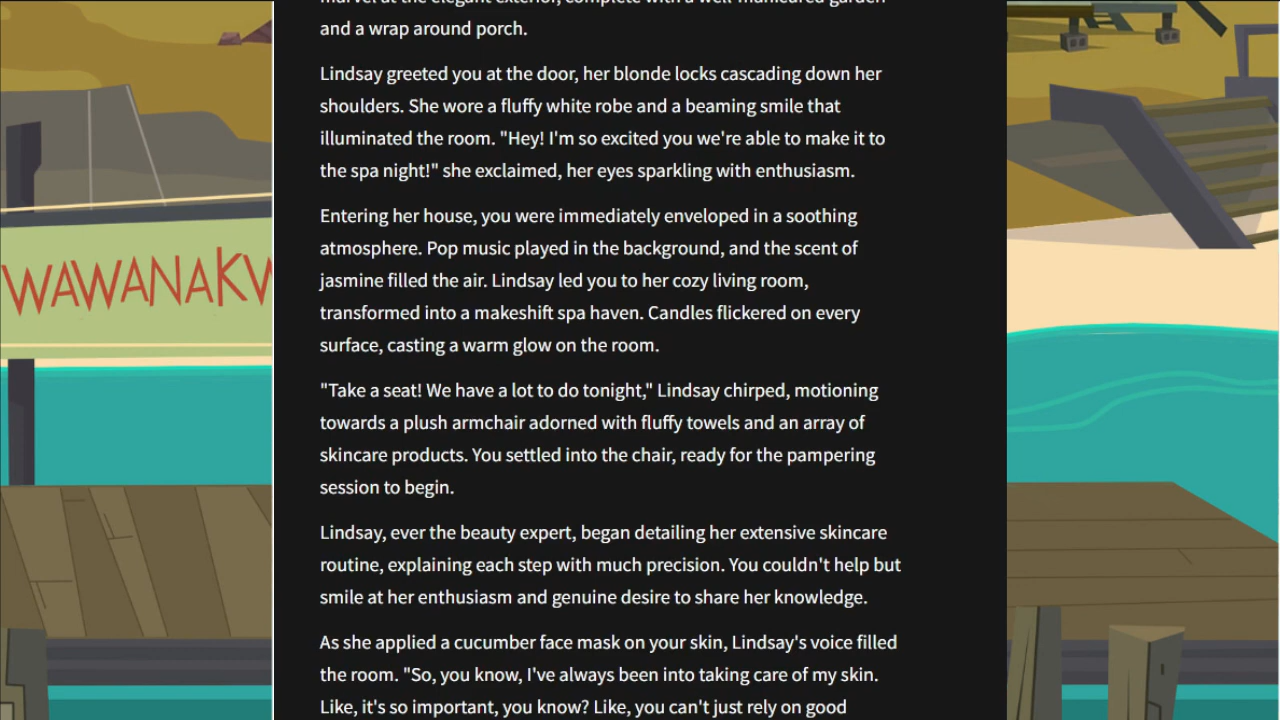 marvel at the elegant exterior, complete with a well-manicured garden
and a wrap around porch.
Lindsay greeted you at the door, her blonde locks cascading down her
shoulders. She wore a fluffy white robe and a beaming smile that
illuminated the room. "Hey! I'm so excited you we're able to make it to
the spa night!" she exclaimed, her eyes sparkling with enthusiasm.
Entering her house, you were immediately enveloped in a soothing
atmosphere. Pop music played in the background, and the scent of
jasmine filled the air. Lindsay led you to her cozy living room,
transformed into a makeshift spa haven. Candles flickered on every
surface, casting a warm glow on the room.
"Take a seat! We have a lot to do tonight," Lindsay chirped, motioning
towards a plush armchair adorned with fluffy towels and an array of
skincare products. You settled into the chair, ready for the pampering
session to begin.
Lindsay, ever the beauty expert, began detailing her extensive skincare
routine, explaining each step with much precision. You couldn't help but
smile at her enthusiasm and genuine desire to share her knowledge.
As she applied a cucumber face mask on your skin, Lindsay's voice filled
the room. "So, you know, I've always been into taking care of my skin.
Like, it's so important, you know? Like, you can't just rely on good
WAWANAKW